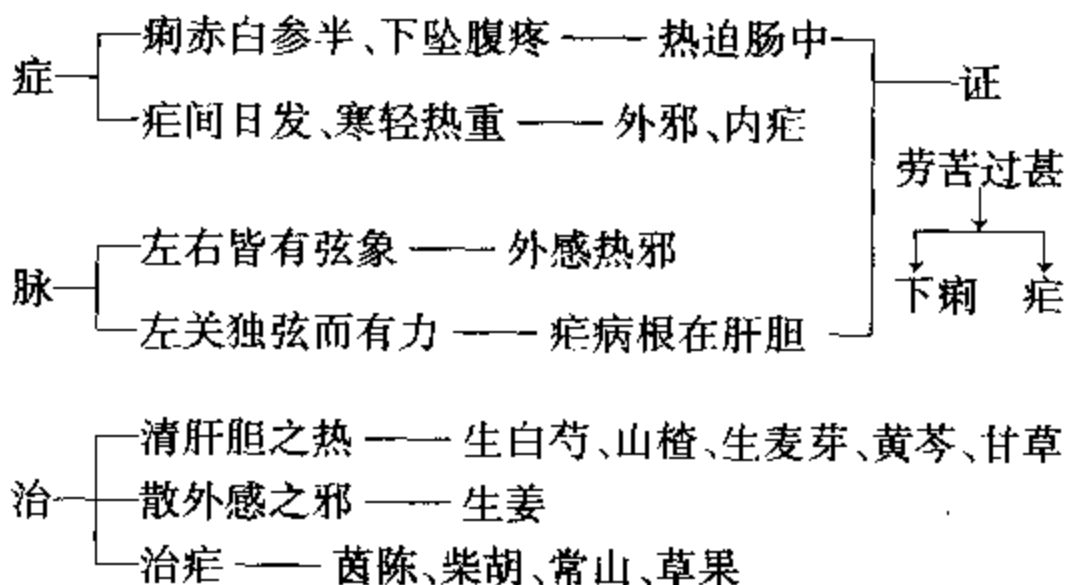 症
痢赤白参半、下坠腹疼 —— 热迫肠中
疟间日发、寒轻热重 —— 外邪、内疟
证
劳苦过甚
下痢 疟
脉
左右皆有弦象 —— 外感热邪
左关独弦而有力 —— 疟病根在肝胆
治
清肝胆之热 —— 生白芍、山楂、生麦芽、黄芩、甘草
散外感之邪 —— 生姜
治疟 —— 茵陈、柴胡、常山、草果